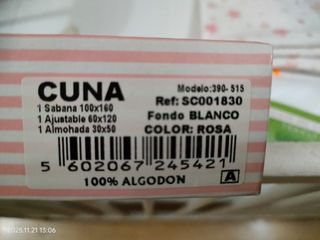 CUNA
Modelo:390- 515
1 Sabana 100x160
Ref: SC001830
1 Ajustable 60x120
Fondo BLANCO
1 Almohada 30x50
COLOR: ROSA
5 602067 245421
100% ALGODON
A
2025.11.21 13:06